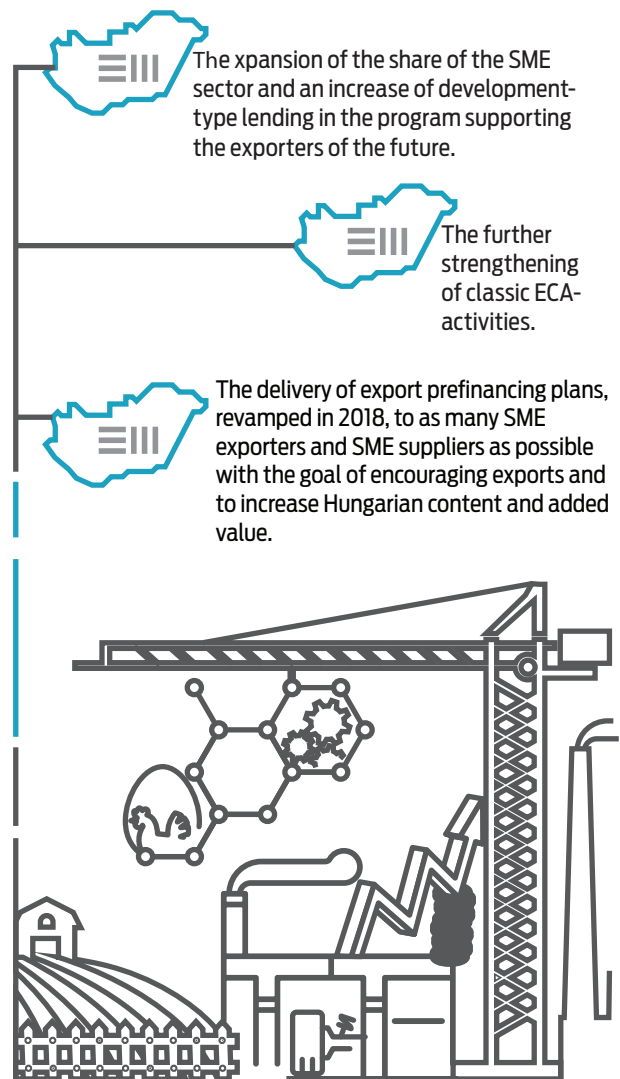 The xpansion of the share of the SME
sector and an increase of development-
type lending in the program supporting
the exporters of the future.
The further
strengthening
of classic ECA-
activities.
The delivery of export prefinancing plans,
revamped in 2018, to as many SME
exporters and SME suppliers as possible
with the goal of encouraging exports and
to increase Hungarian content and added
value.